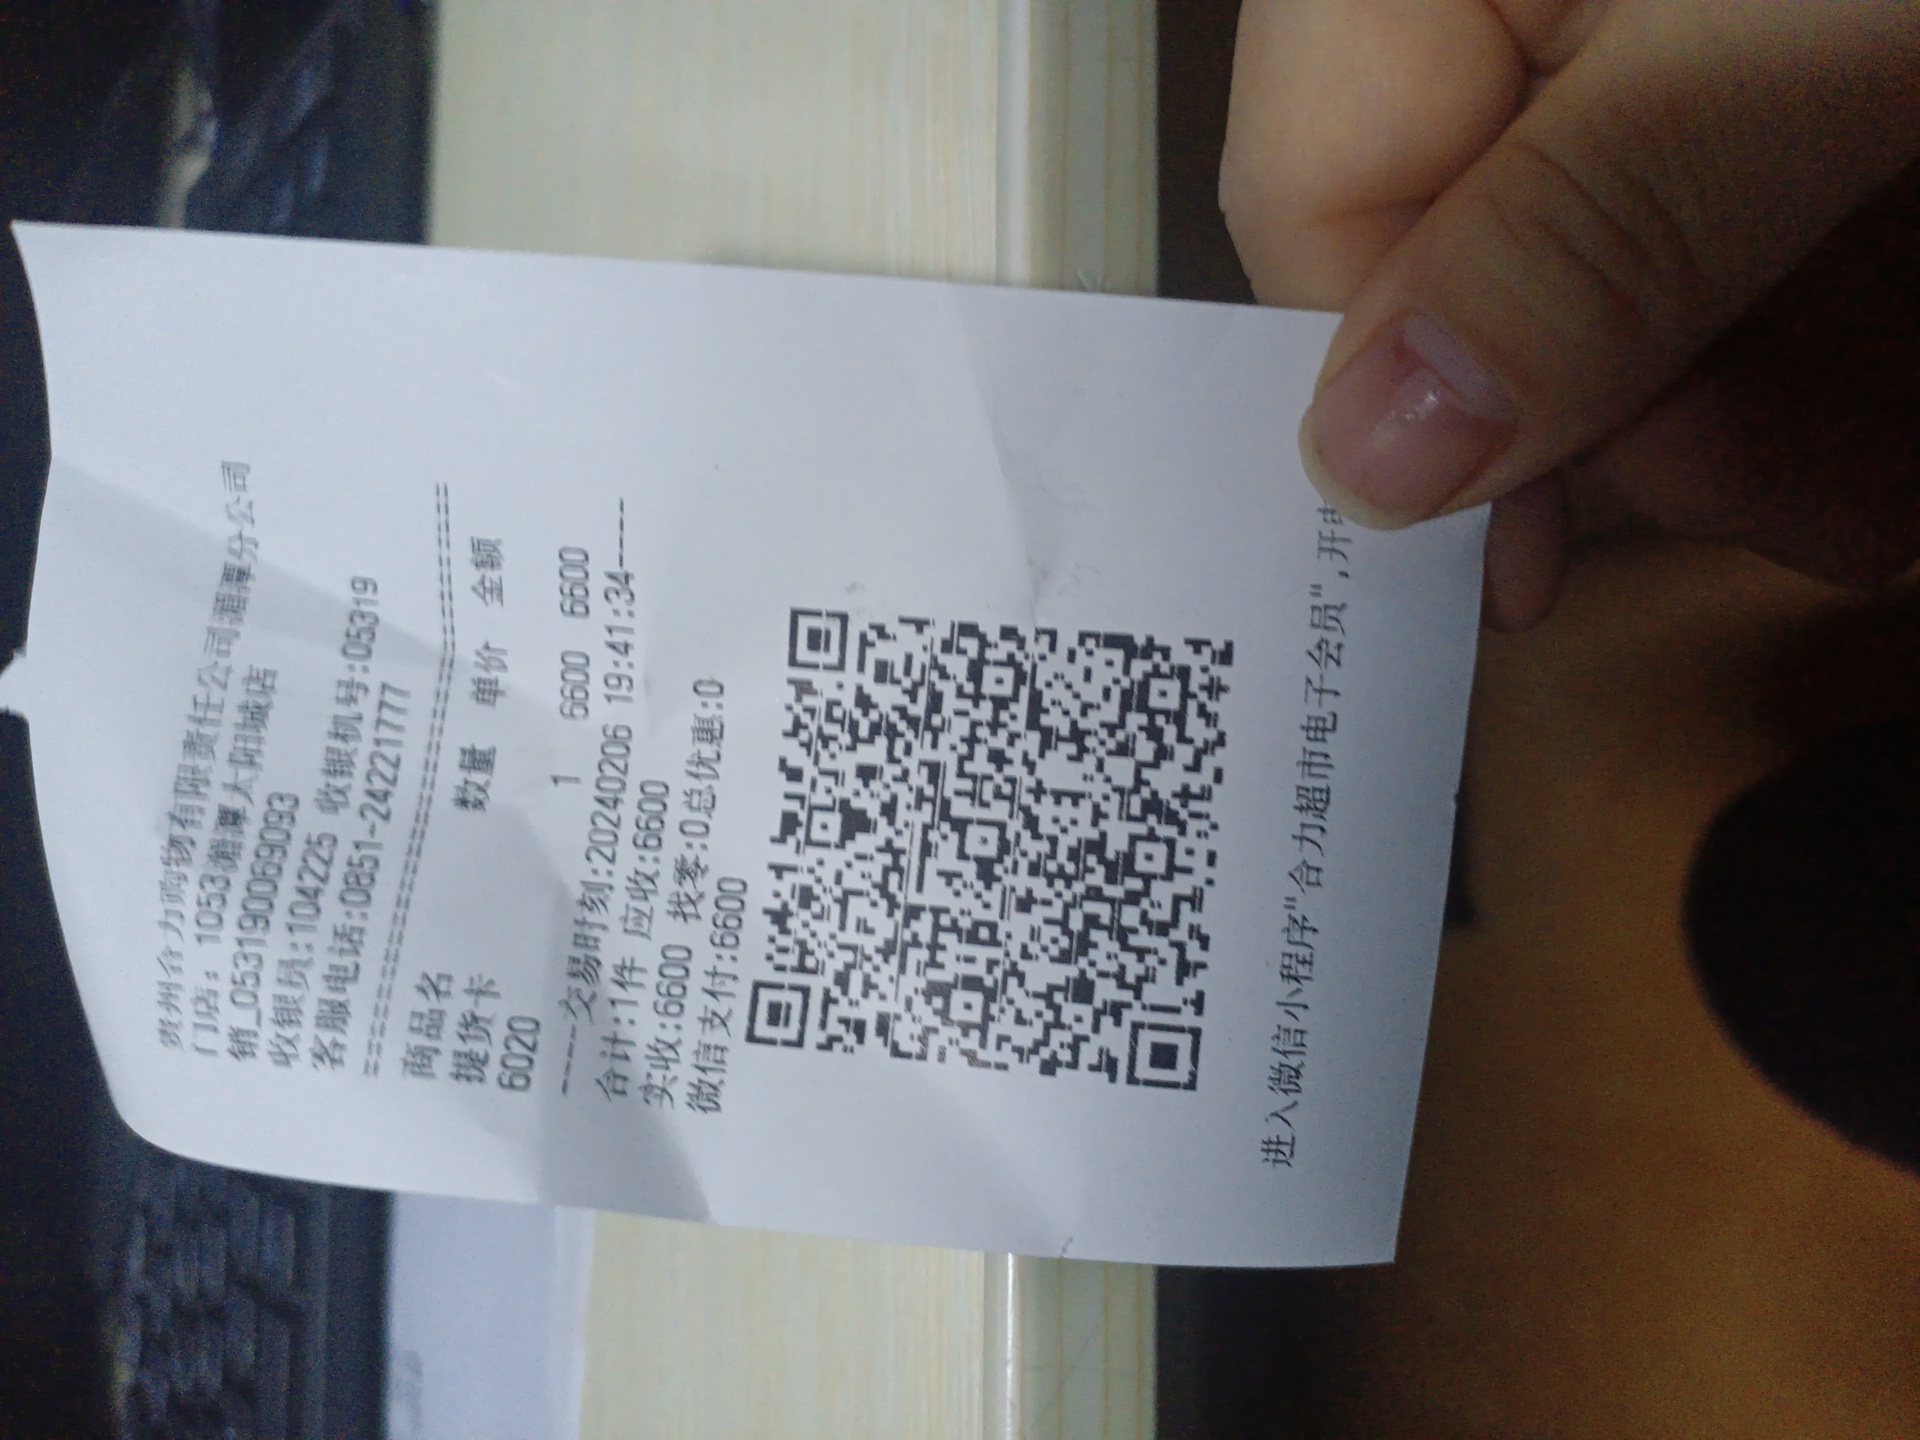 贵州合力购物有限责任公司湄潭分公司
门店: 1053湄潭太阳城店
销_0531900069093
收银员:104225 收银机号:05319
客服电话:0851-24221777
================================
商品名 数量 单价 金额
提货卡
6020 1 6600 6600
----交易时刻:20240206 19:41:34----
合计:1件 应收:6600
实收:6600 找零:0总优惠:0
微信支付:6600
进入微信小程序"合力超市电子会员",开